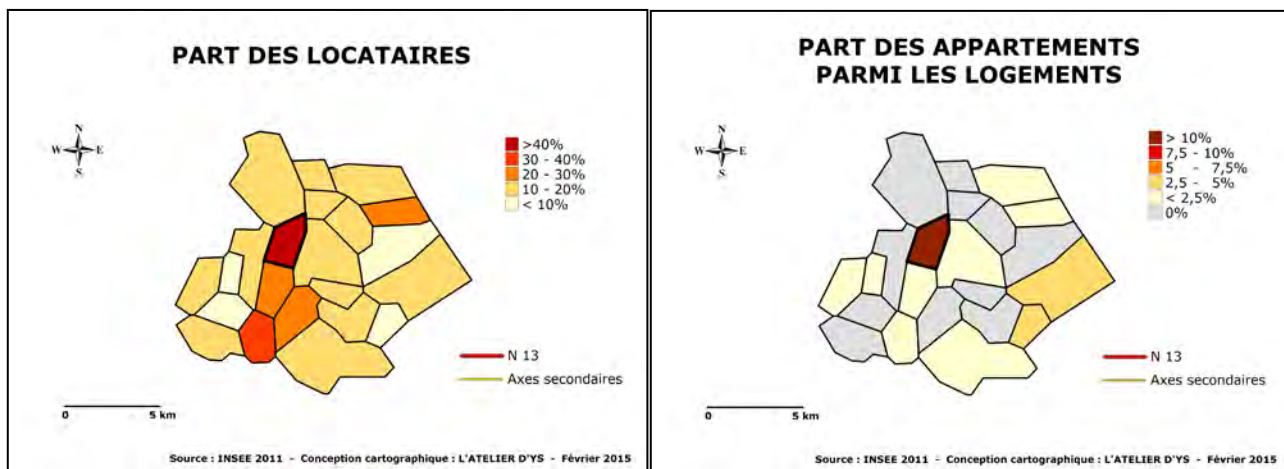 PART DES LOCATAIRES
N
W E
S
>40%
30 - 40%
20 - 30%
10 - 20%
< 10%
N 13
Axes secondaires
0 5 km
Source : INSEE 2011 - Conception cartographique : L'ATELIER D'YS - Février 2015
PART DES APPARTEMENTS
PARMI LES LOGEMENTS
N
W E
S
> 10%
7,5 - 10%
5 - 7,5%
2,5 - 5%
< 2,5%
0%
N 13
Axes secondaires
0 5 km
Source : INSEE 2011 - Conception cartographique : L'ATELIER D'YS - Février 2015